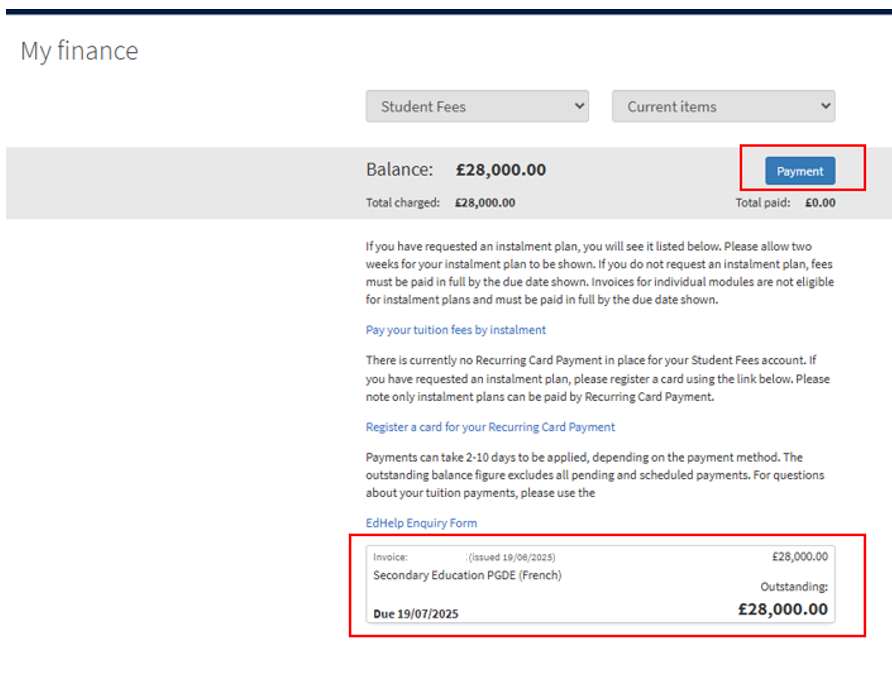 My finance
Student Fees
Current items
Balance: £28,000.00
Payment
Total charged: £28,000.00
Total paid: £0.00
If you have requested an instalment plan, you will see it listed below. Please allow two
weeks for your instalment plan to be shown. If you do not request an instalment plan, fees
must be paid in full by the due date shown. Invoices for individual modules are not eligible
for instalment plans and must be paid in full by the due date shown.
Pay your tuition fees by instalment
There is currently no Recurring Card Payment in place for your Student Fees account. If
you have requested an instalment plan, please register a card using the link below. Please
note only instalment plans can be paid by Recurring Card Payment.
Register a card for your Recurring Card Payment
Payments can take 2-10 days to be applied, depending on the payment method. The
outstanding balance figure excludes all pending and scheduled payments. For questions
about your tuition payments, please use the
EdHelp Enquiry Form
Invoice: (issued 19/06/2025)
£28,000.00
Secondary Education PGDE (French)
Outstanding:
Due 19/07/2025
£28,000.00